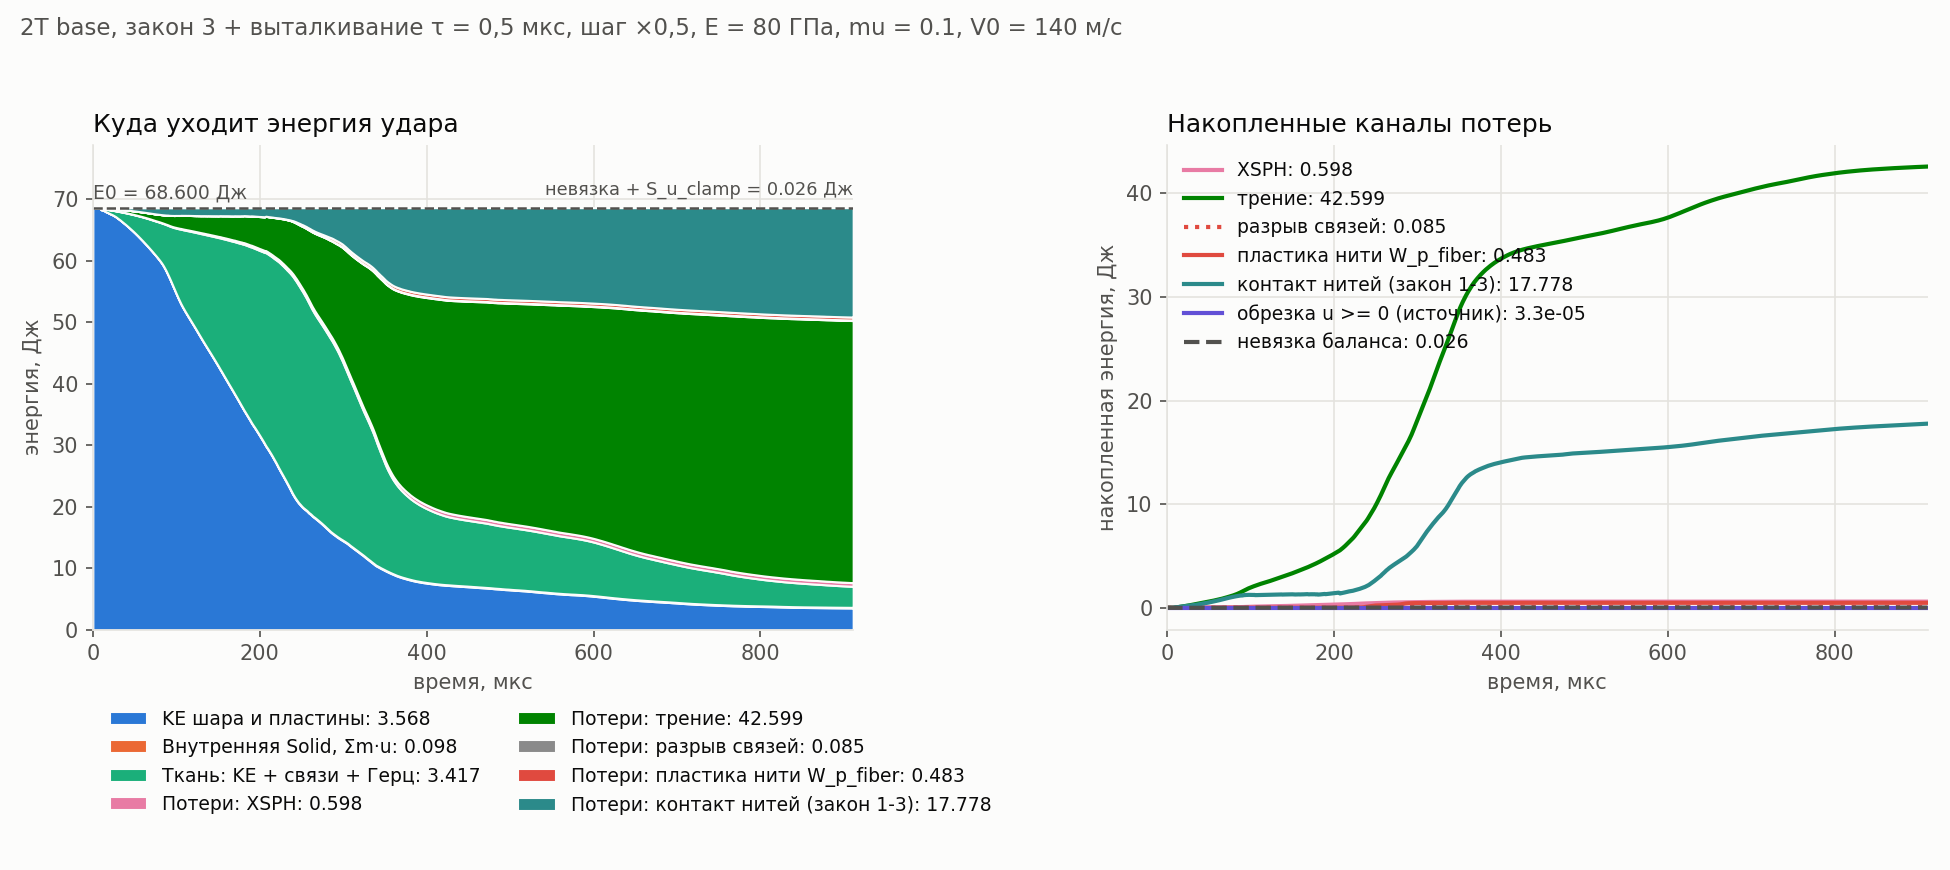 2T base, закон 3 + выталкивание τ = 0,5 мкс, шаг ×0,5, E = 80 ГПа, mu = 0.1, V0 = 140 м/с
Куда уходит энергия удара
E0 = 68.600 Дж
невязка + S_u_clamp = 0.026 Дж
энергия, Дж
70
60
50
40
30
20
10
0
0 200 400 600 800
время, мкс
KE шара и пластины: 3.568
Внутренняя Solid, Σm·u: 0.098
Ткань: KE + связи + Герц: 3.417
Потери: XSPH: 0.598
Потери: трение: 42.599
Потери: разрыв связей: 0.085
Потери: пластика нити W_p_fiber: 0.483
Потери: контакт нитей (закон 1-3): 17.778
Накопленные каналы потерь
XSPH: 0.598
трение: 42.599
разрыв связей: 0.085
пластика нити W_p_fiber: 0.483
контакт нитей (закон 1-3): 17.778
обрезка u >= 0 (источник): 3.3e-05
невязка баланса: 0.026
накопленная энергия, Дж
40
30
20
10
0
0 200 400 600 800
время, мкс